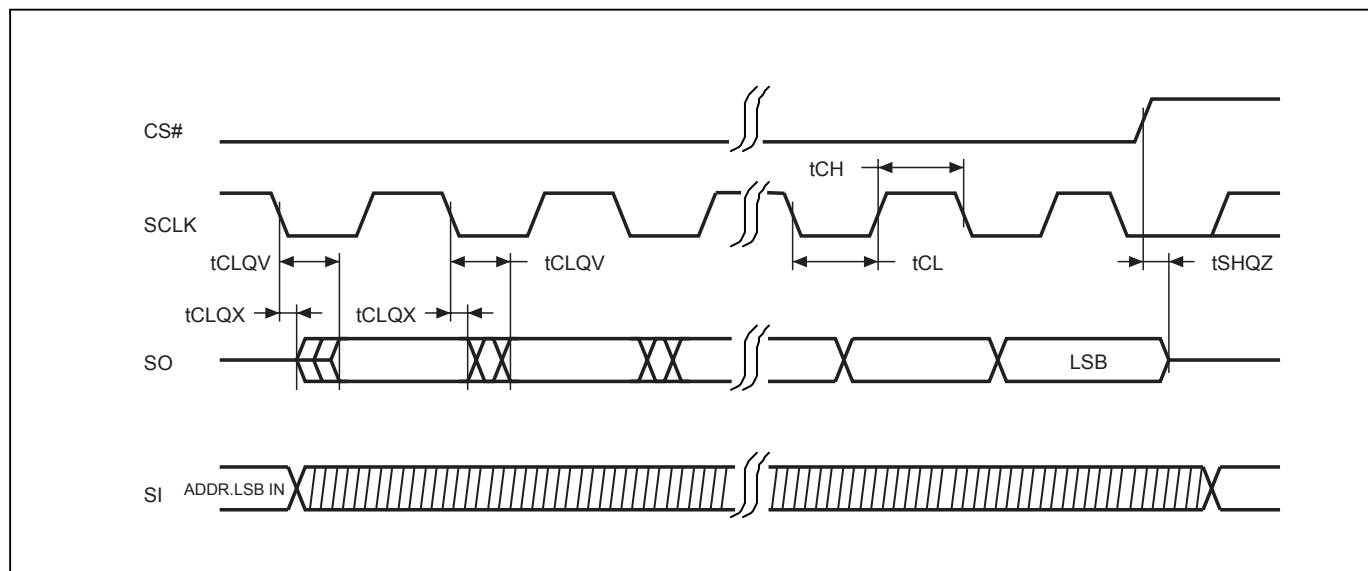 CS#
tCH
SCLK
tCLQV
tCLQV
tCL
tSHQZ
tCLQX
tCLQX
SO
LSB
SI
ADDR.LSB IN